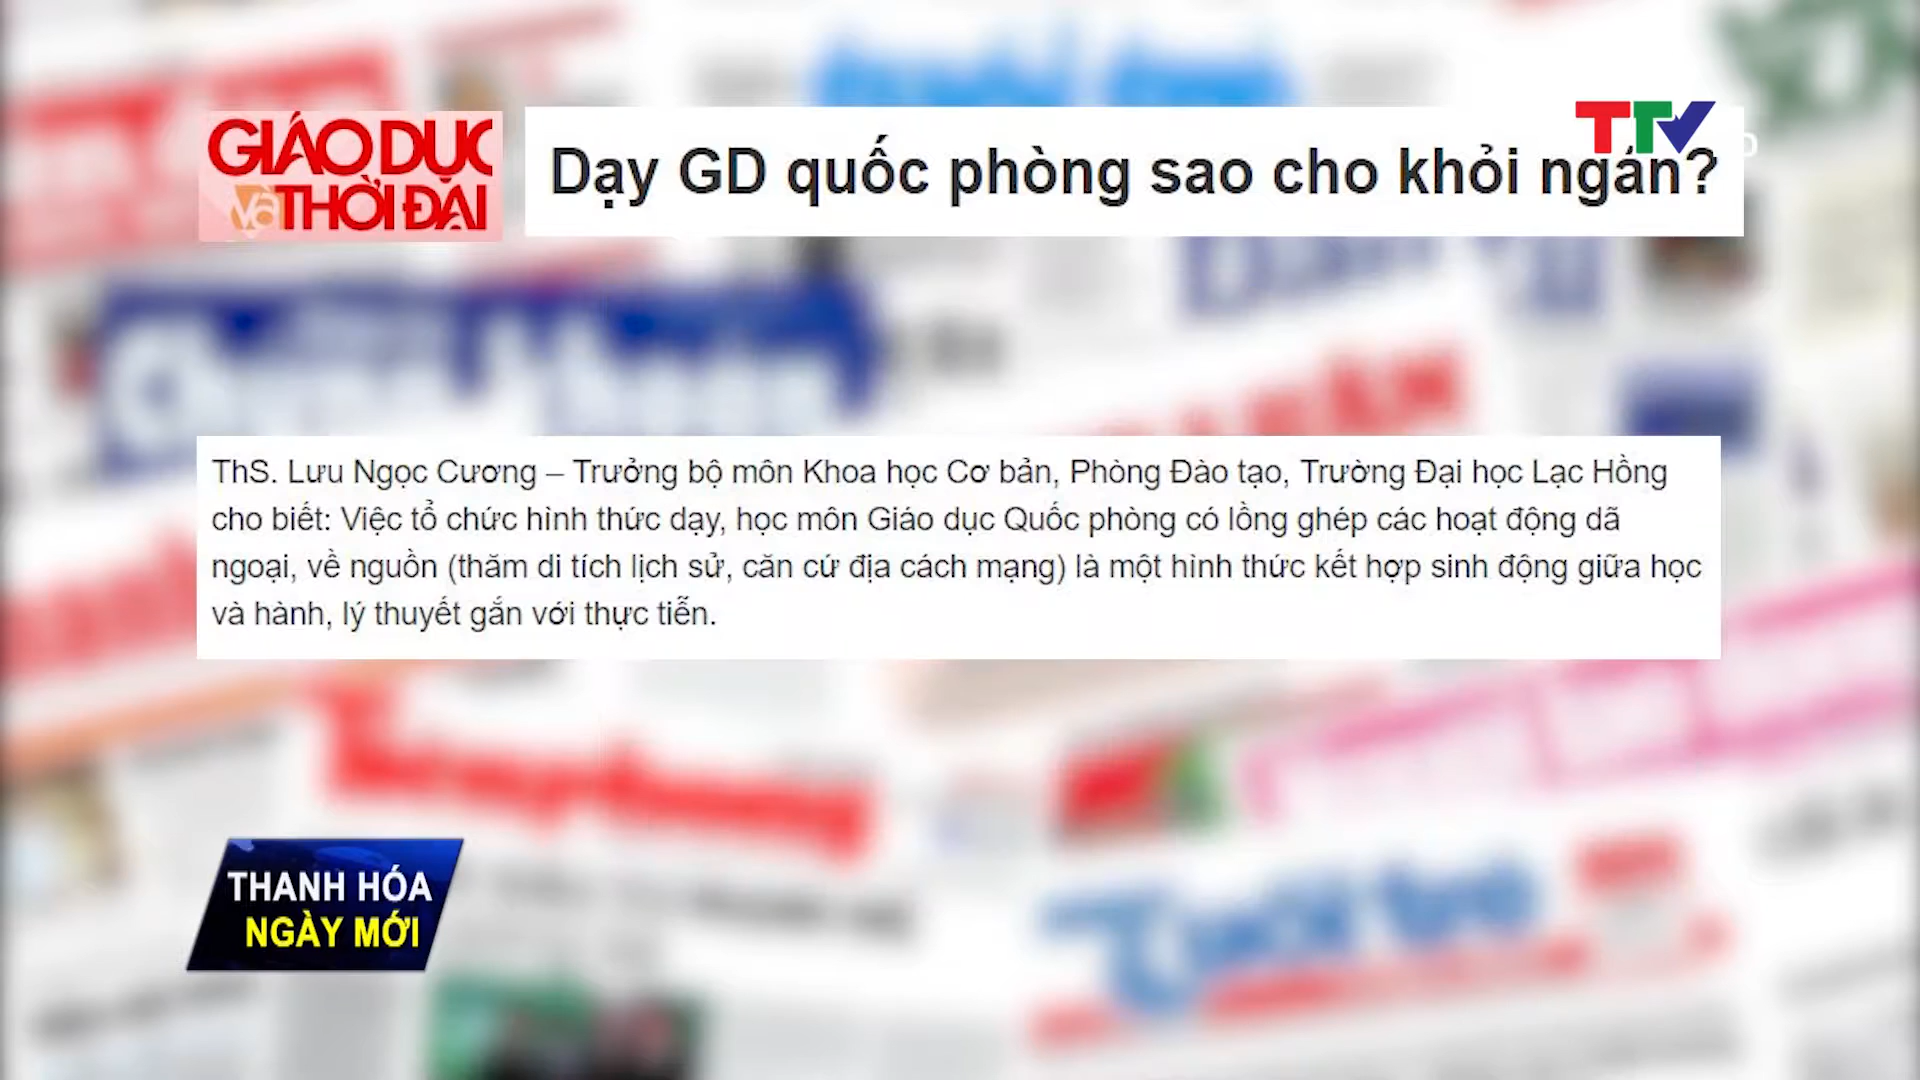 GIÁO DỤC
và THỜI ĐẠI
TTV
Dạy GD quốc phòng sao cho khỏi ngán?
ThS. Lưu Ngọc Cương – Trưởng bộ môn Khoa học Cơ bản, Phòng Đào tạo, Trường Đại học Lạc Hồng
cho biết: Việc tổ chức hình thức dạy, học môn Giáo dục Quốc phòng có lồng ghép các hoạt động dã
ngoại, về nguồn (thăm di tích lịch sử, căn cứ địa cách mạng) là một hình thức kết hợp sinh động giữa học
và hành, lý thuyết gắn với thực tiễn.
THANH HÓA
NGÀY MỚI